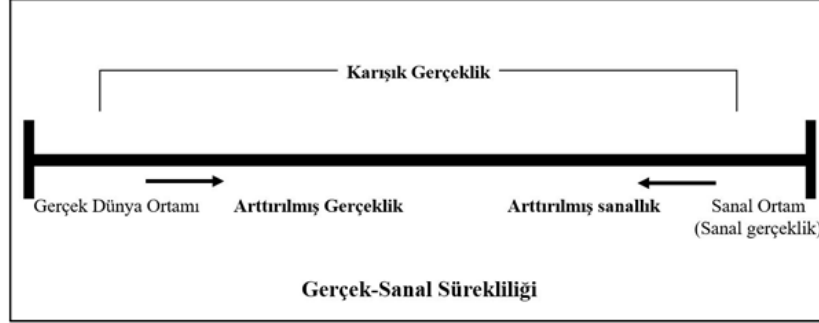 Karışık Gerçeklik
Gerçek Dünya Ortamı
Arttırılmış Gerçeklik
Arttırılmış sanallık
Sanal Ortam
(Sanal gerçeklik)
Gerçek-Sanal Sürekliliği